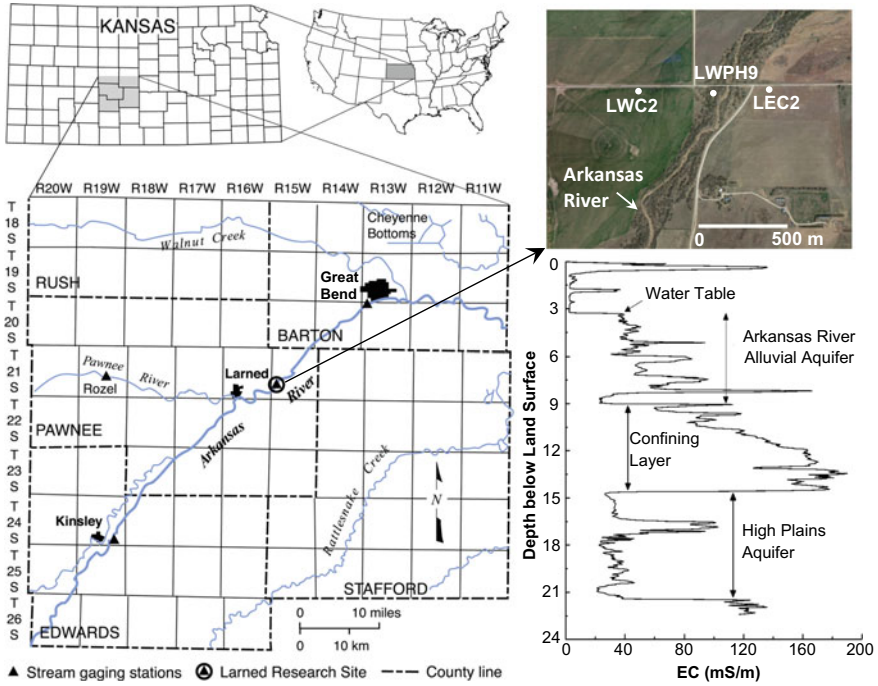 KANSAS
R20W R19W R18W R17W R16W R15W R14W R13W R12W R11W
T
18
S
T
19
S
T
20
S
T
21
S
T
22
S
T
23
S
T
24
S
T
25
S
T
26
S
Walnut Creek
Cheyenne
Bottoms
RUSH
Great
Bend
BARTON
Pawnee
River
Rozel
Larned
Arkansas
River
PAWNEE
Rattlesnake Creek
N
Kinsley
STAFFORD
EDWARDS
0 10 miles
0 10 km
Stream gaging stations Larned Research Site County line
LWPH9
LWC2 LEC2
Arkansas
River
0 500 m
Depth below Land Surface
0
3
6
9
12
15
18
21
24
Water Table
Arkansas River
Alluvial Aquifer
Confining
Layer
High Plains
Aquifer
0 40 80 120 160 200
EC (mS/m)